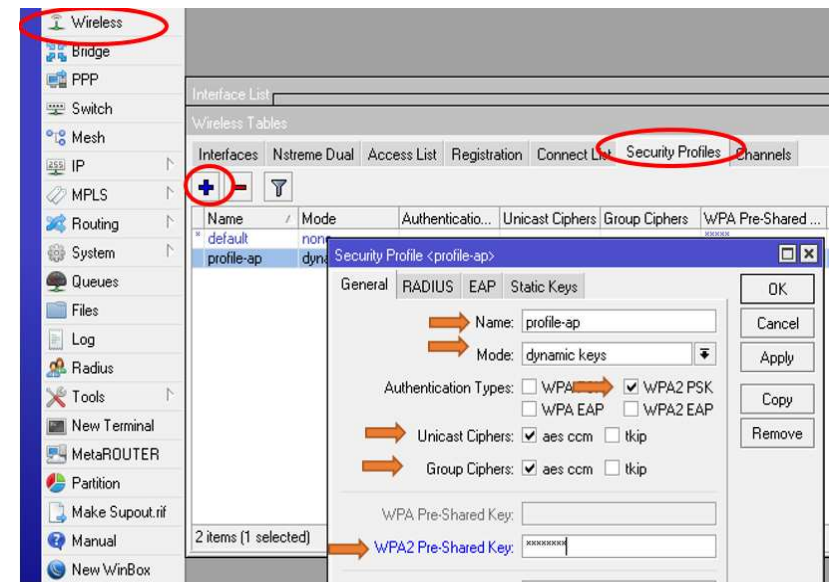 Wireless
Bridge
PPP
Switch
Mesh
255 IP
MPLS
Routing
System
Queues
Files
Log
Radius
Tools
New Terminal
MetaROUTER
Partition
Make Supout.rif
Manual
New WinBox
Interface List
Wireless Tables
Interfaces Nstreme Dual Access List Registration Connect List Security Profiles Channels
Name / Mode Authenticatio... Unicast Ciphers Group Ciphers WPA Pre-Shared ...
* default none *****
profile-ap
2 items (1 selected)
Security Profile <profile-ap>
General RADIUS EAP Static Keys
Name: profile-ap
Mode: dynamic keys
Authentication Types: WPA WPA2 PSK
WPA EAP WPA2 EAP
Unicast Ciphers: aes ccm tkip
Group Ciphers: aes ccm tkip
WPA Pre-Shared Key:
WPA2 Pre-Shared Key: ********
OK
Cancel
Apply
Copy
Remove